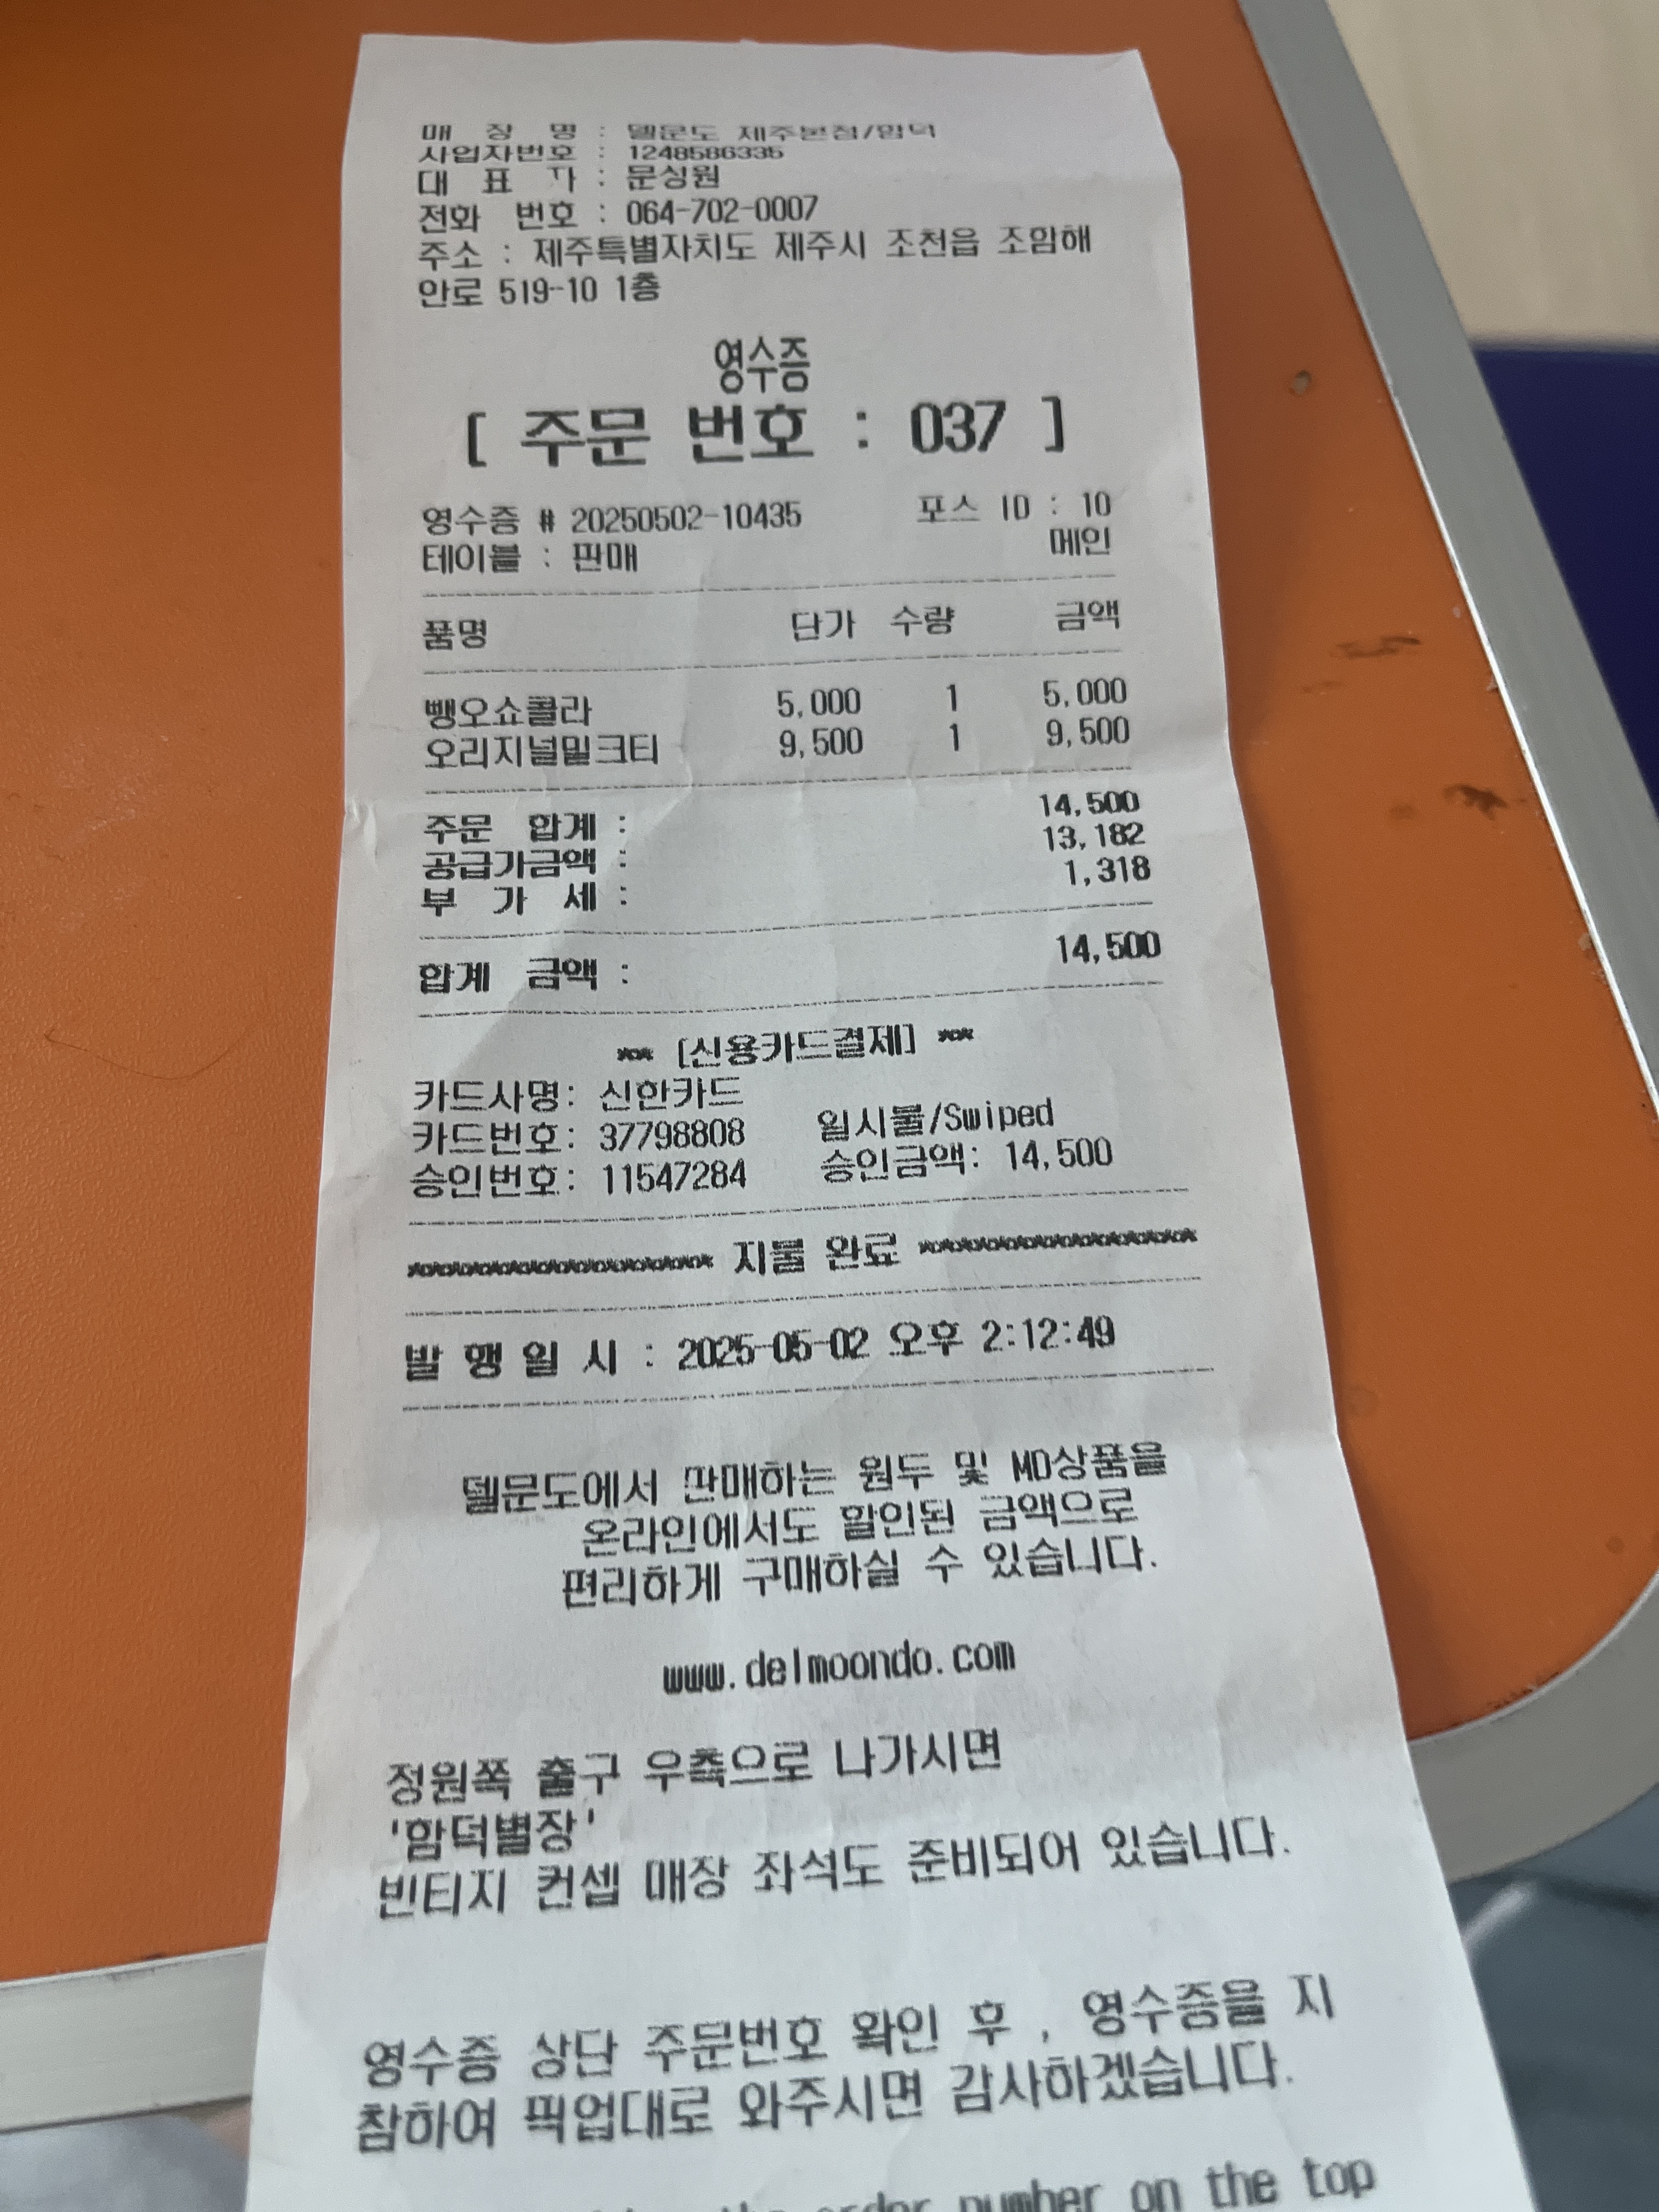 매 장 명 : 델문도 제주본점/함덕
사업자번호 : 1248586335
대 표 자 : 문성원
전화 번호 : 064-702-0007
주소 : 제주특별자치도 제주시 조천읍 조함해
안로 519-10 1층
영수증
[ 주문 번호 : 037 ]
영수증 # 20250502-10435 포스 ID : 10
테이블 : 판매 메인
품명 단가 수량 금액
뺑오쇼콜라 5,000 1 5,000
오리지널밀크티 9,500 1 9,500
주문 합계 : 14,500
공급가금액 : 13,182
부 가 세 : 1,318
합계 금액 : 14,500
** [신용카드결제] **
카드사명: 신한카드
카드번호: 37798808 일시불/Swiped
승인번호: 11547284 승인금액: 14,500
******************** 지불 완료 ********************
발 행 일 시 : 2025-05-02 오후 2:12:49
델문도에서 판매하는 원두 및 MD상품을
온라인에서도 할인된 금액으로
편리하게 구매하실 수 있습니다.
www.delmoondo.com
정원쪽 출구 우측으로 나가시면
'함덕별장'
빈티지 컨셉 매장 좌석도 준비되어 있습니다.
영수증 상단 주문번호 확인 후 , 영수증을 지
참하여 픽업대로 와주시면 감사하겠습니다.
the order number on the top